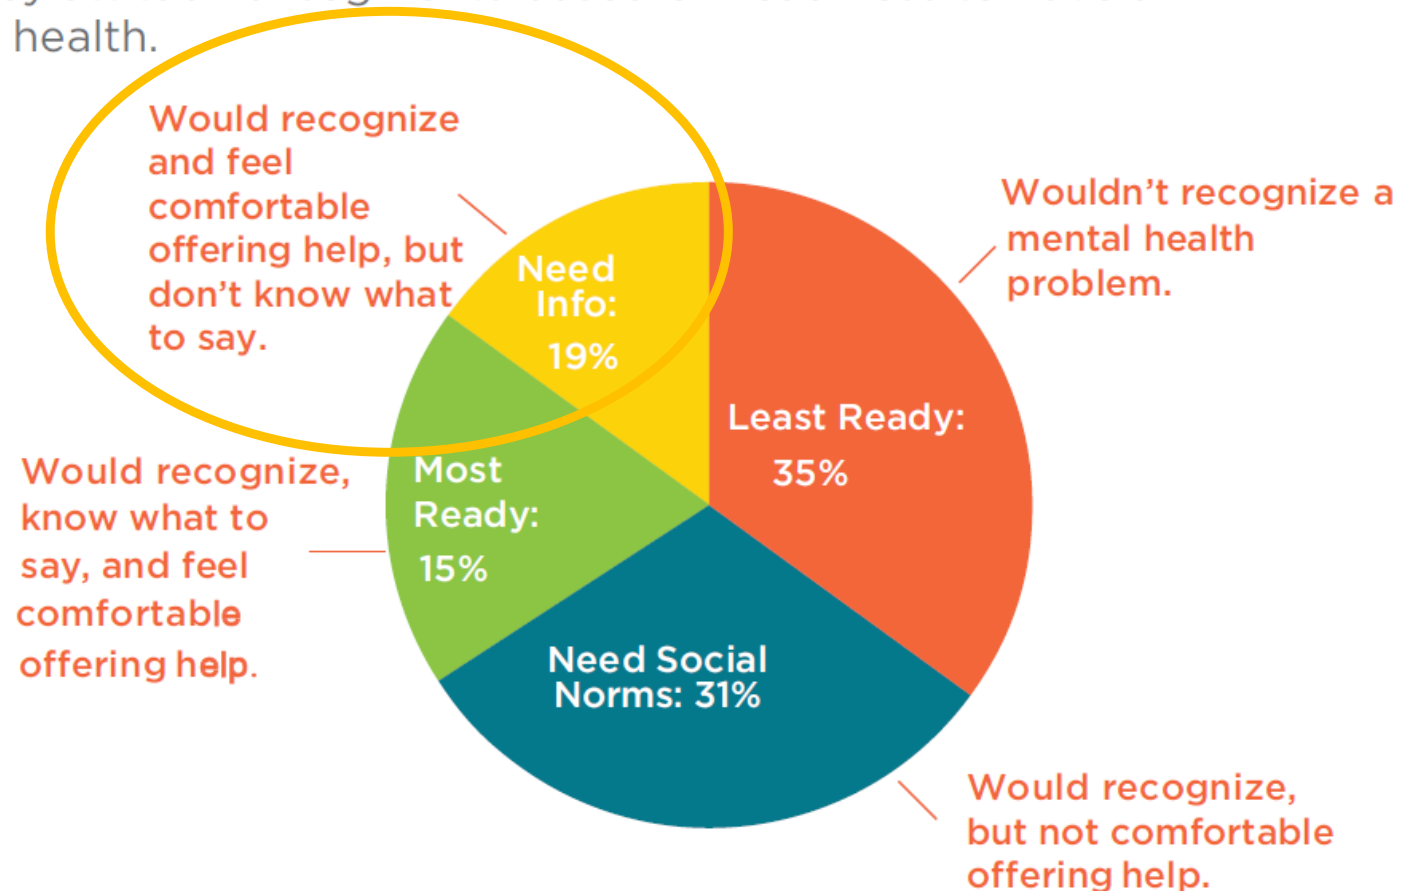 health.
Would recognize
and feel
comfortable
offering help, but
don't know what
to say.
Need
Info:
19%
Wouldn't recognize a
mental health
problem.
Least Ready:
35%
Would recognize,
know what to
say, and feel
comfortable
offering help.
Most
Ready:
15%
Need Social
Norms: 31%
Would recognize,
but not comfortable
offering help.